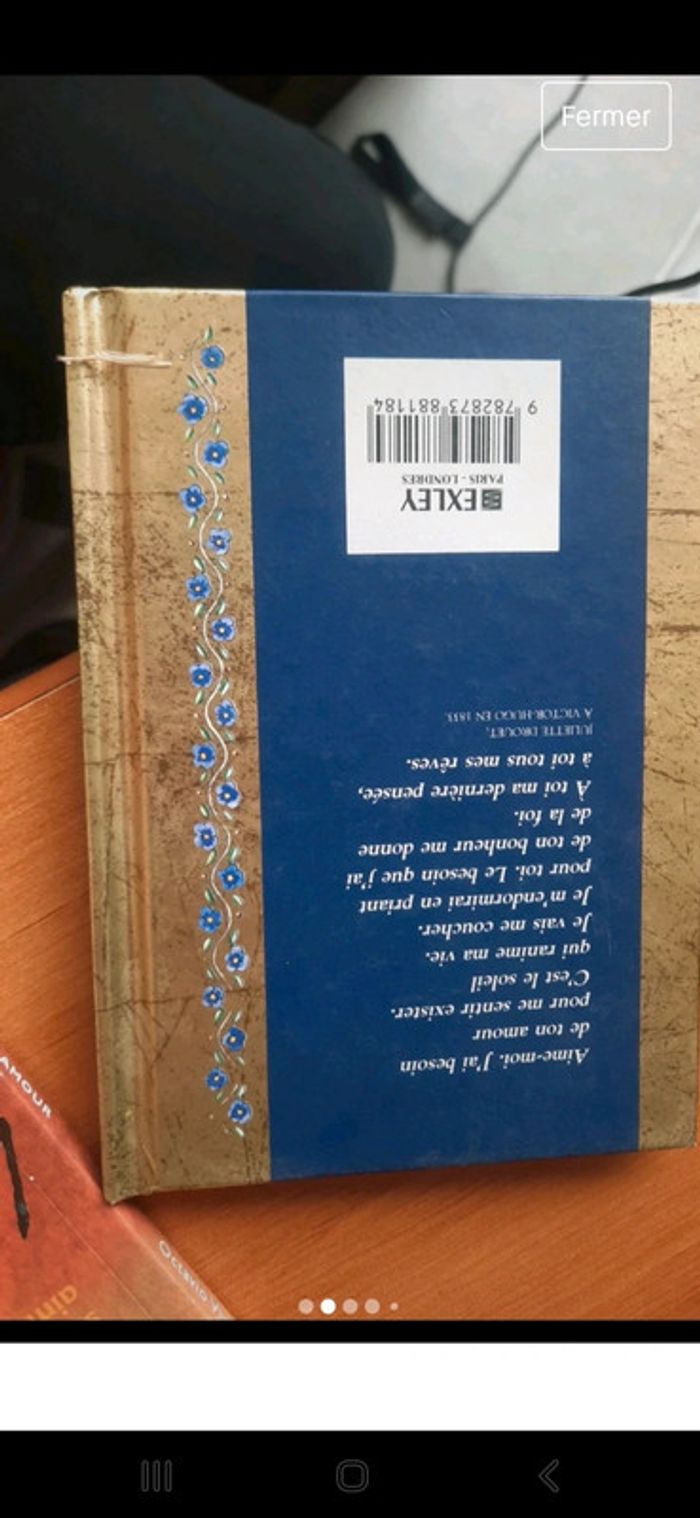 Fermer
Aime-moi. J'ai besoin
de ton amour
pour me sentir exister.
C'est le soleil
qui ranime ma vie.
Je vais me coucher.
Je m'endormirai en priant
pour toi. Le besoin que j'ai
de ton bonheur me donne
de la foi.
À toi ma dernière pensée,
à toi tous mes rêves.
JULIETTE DROUET,
À VICTOR-HUGO EN 1833.
EXLEY
PARIS - LONDRES
9 782873 881184
AMOUR
Octavio